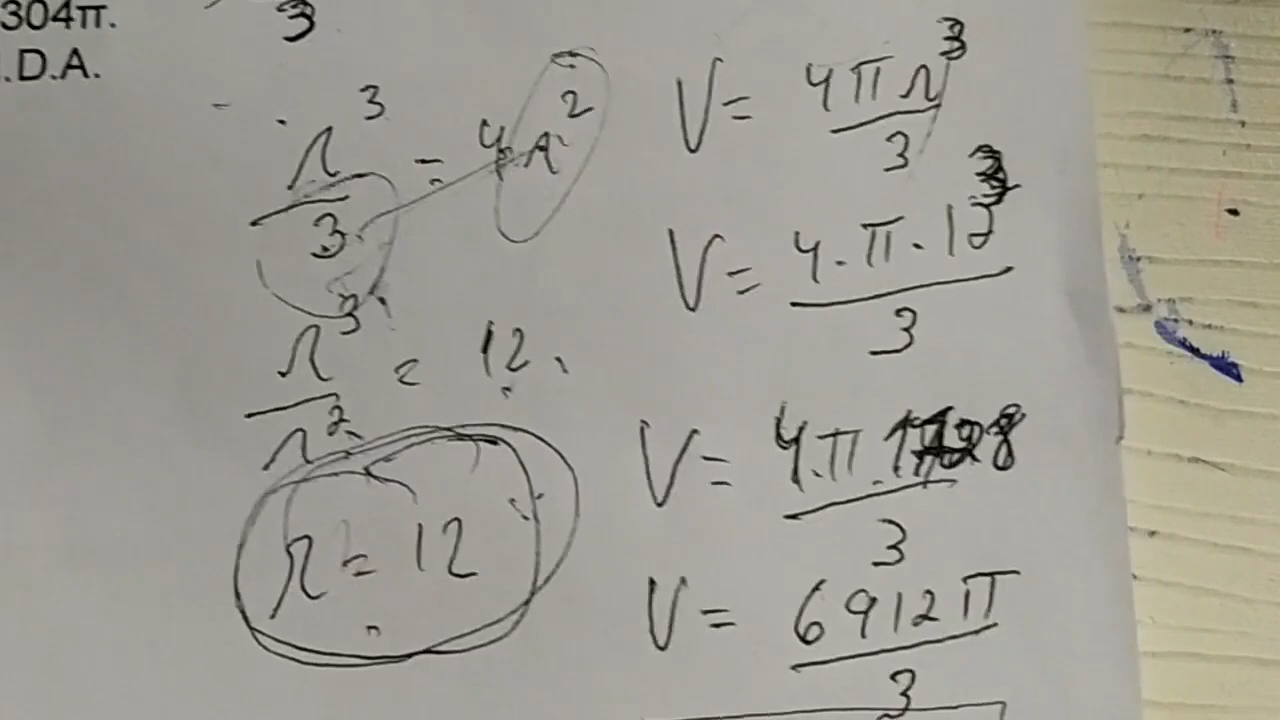 304π.
.D.A.
3
r³/3 = 4r²
r³/r² = 12
r = 12
V = 4πr³/3
V = 4.π.12³/3
V = 4.π.1728/3
V = 6912π/3